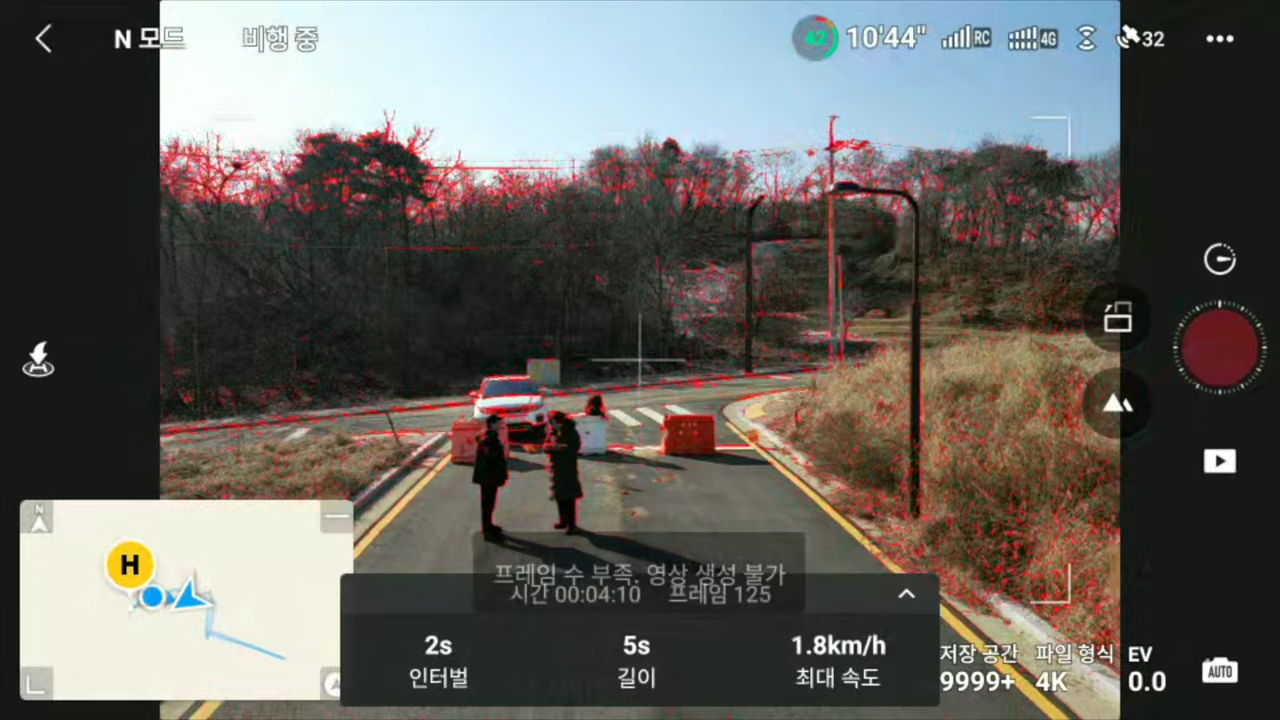 N 모드
비행 중
42
10'44"
RC
4G
32
N
H
프레임 수 부족. 영상 생성 불가
시간 00:04:10 프레임 125
2s
인터벌
5s
길이
1.8km/h
최대 속도
저장 공간
9999+
파일 형식
4K
EV
0.0
AUTO